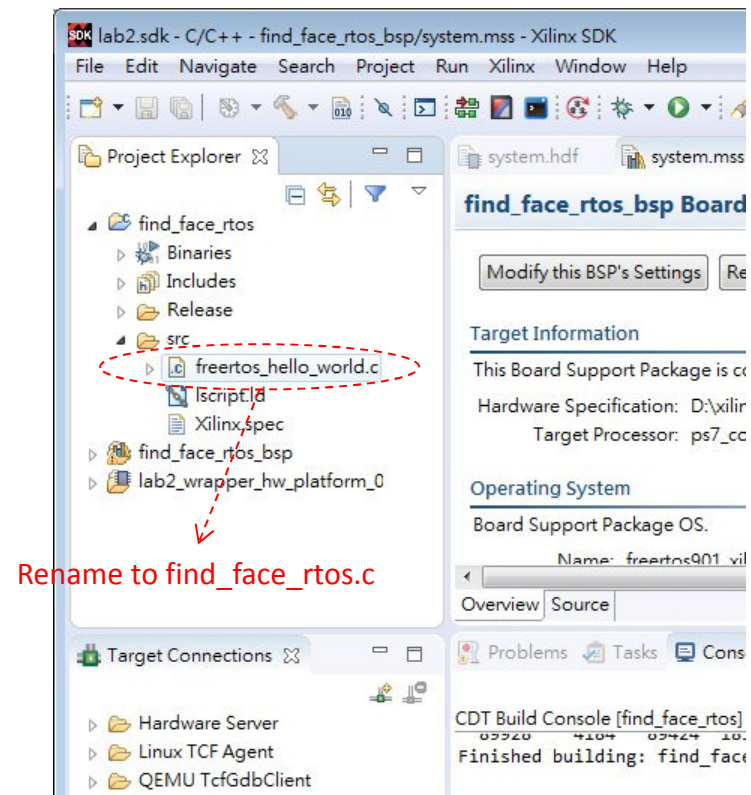 lab2.sdk - C/C++ - find_face_rtos_bsp/system.mss - Xilinx SDK
File Edit Navigate Search Project Run Xilinx Window Help
Project Explorer
system.hdf system.mss
find_face_rtos
Binaries
Includes
Release
src
freertos_hello_world.c
lscript.ld
Xilinx.spec
find_face_rtos_bsp
lab2_wrapper_hw_platform_0
Rename to find_face_rtos.c
find_face_rtos_bsp Board
Modify this BSP's Settings Re
Target Information
This Board Support Package is co
Hardware Specification: D:\xilin
Target Processor: ps7_co
Operating System
Board Support Package OS.
Name: freertos901_xil
Overview Source
Target Connections
Hardware Server
Linux TCF Agent
QEMU TcfGdbClient
Problems Tasks Cons
CDT Build Console [find_face_rtos]
Finished building: find_face